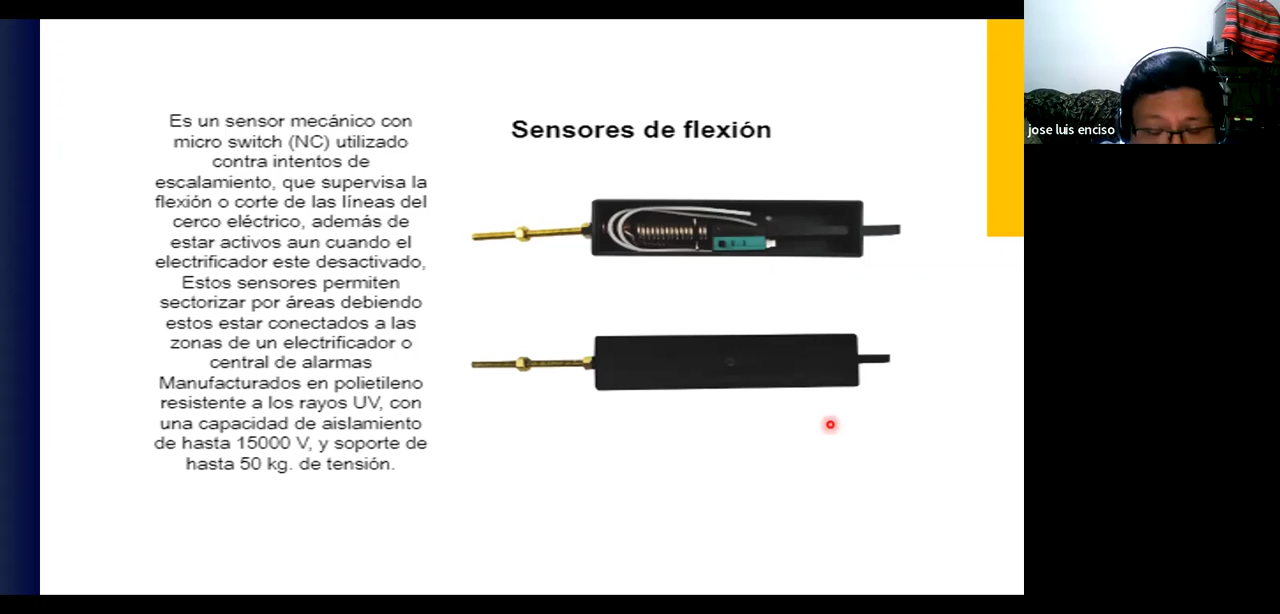 Es un sensor mecánico con
micro switch (NC) utilizado
contra intentos de
escalamiento, que supervisa la
flexión o corte de las líneas del
cerco eléctrico, además de
estar activos aun cuando el
electrificador este desactivado,
Estos sensores permiten
sectorizar por áreas debiendo
estos estar conectados a las
zonas de un electrificador o
central de alarmas
Manufacturados en polietileno
resistente a los rayos UV, con
una capacidad de aislamiento
de hasta 15000 V, y soporte de
hasta 50 kg. de tensión.
Sensores de flexión
jose luis enciso